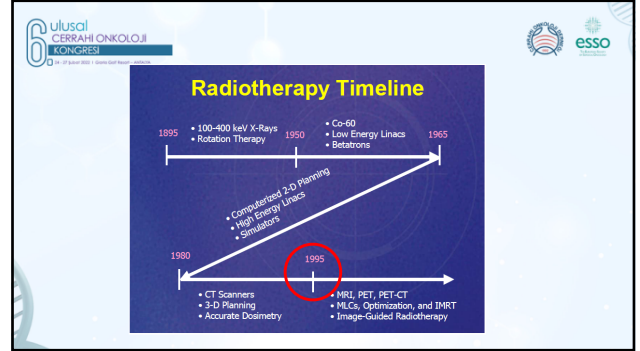 6.
ulusal
CERRAHİ ONKOLOJİ
KONGRESİ
esso
Radiotherapy Timeline
1895
• 100-400 keV X-Rays
• Rotation Therapy
1950
• Co-60
• Low Energy Linacs
• Betatrons
1965
• Computerized 2-D Planning
• High Energy Linacs
• Simulators
1980
1995
• CT Scanners
• 3-D Planning
• Accurate Dosimetry
• MRI, PET, PET-CT
• MLCs, Optimization, and IMRT
• Image-Guided Radiotherapy